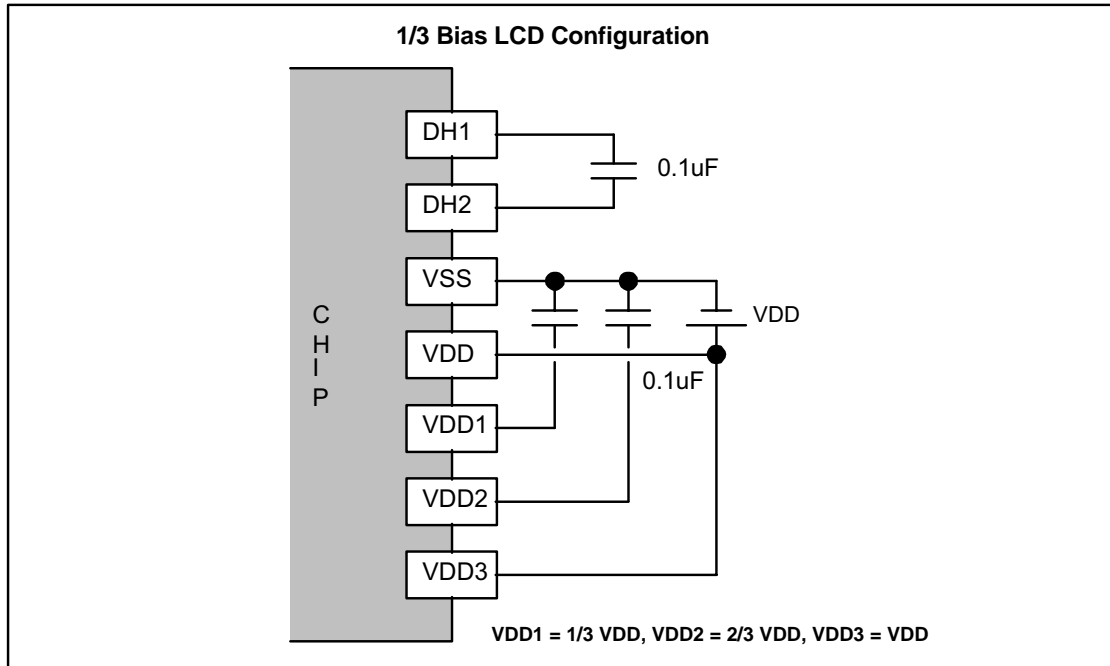 1/3 Bias LCD Configuration
DH1
0.1uF
DH2
VSS
VDD
C
H
I
P
VDD
0.1uF
VDD1
VDD2
VDD3
VDD1 = 1/3 VDD, VDD2 = 2/3 VDD, VDD3 = VDD